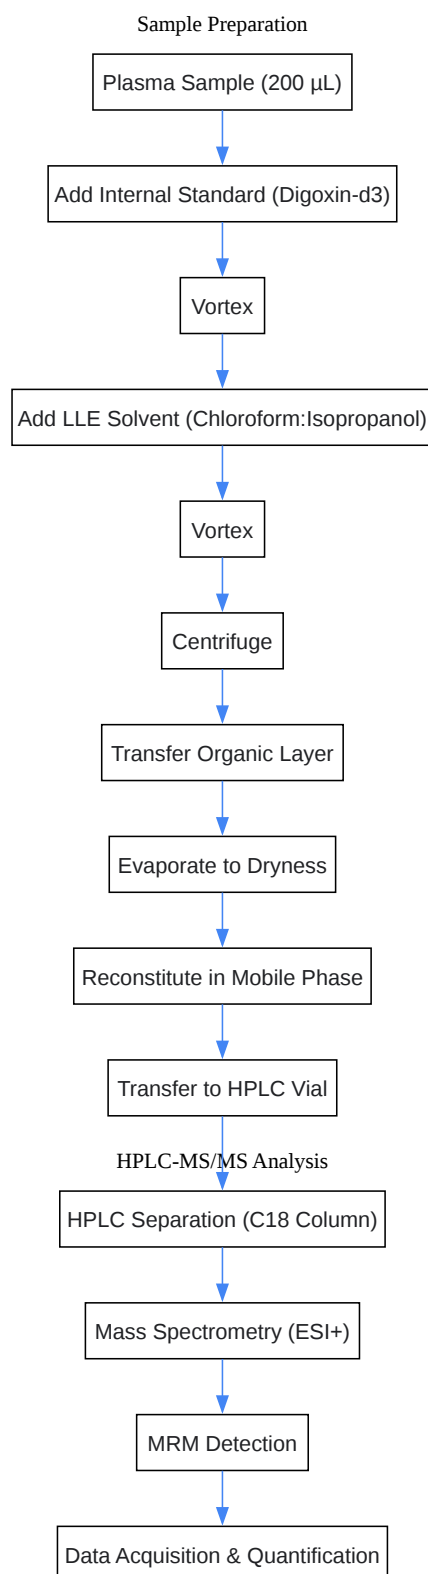 Sample Preparation
Plasma Sample (200 µL)
Add Internal Standard (Digoxin-d3)
Vortex
Add LLE Solvent (Chloroform:Isopropanol)
Vortex
Centrifuge
Transfer Organic Layer
Evaporate to Dryness
Reconstitute in Mobile Phase
Transfer to HPLC Vial
HPLC-MS/MS Analysis
HPLC Separation (C18 Column)
Mass Spectrometry (ESI+)
MRM Detection
Data Acquisition & Quantification